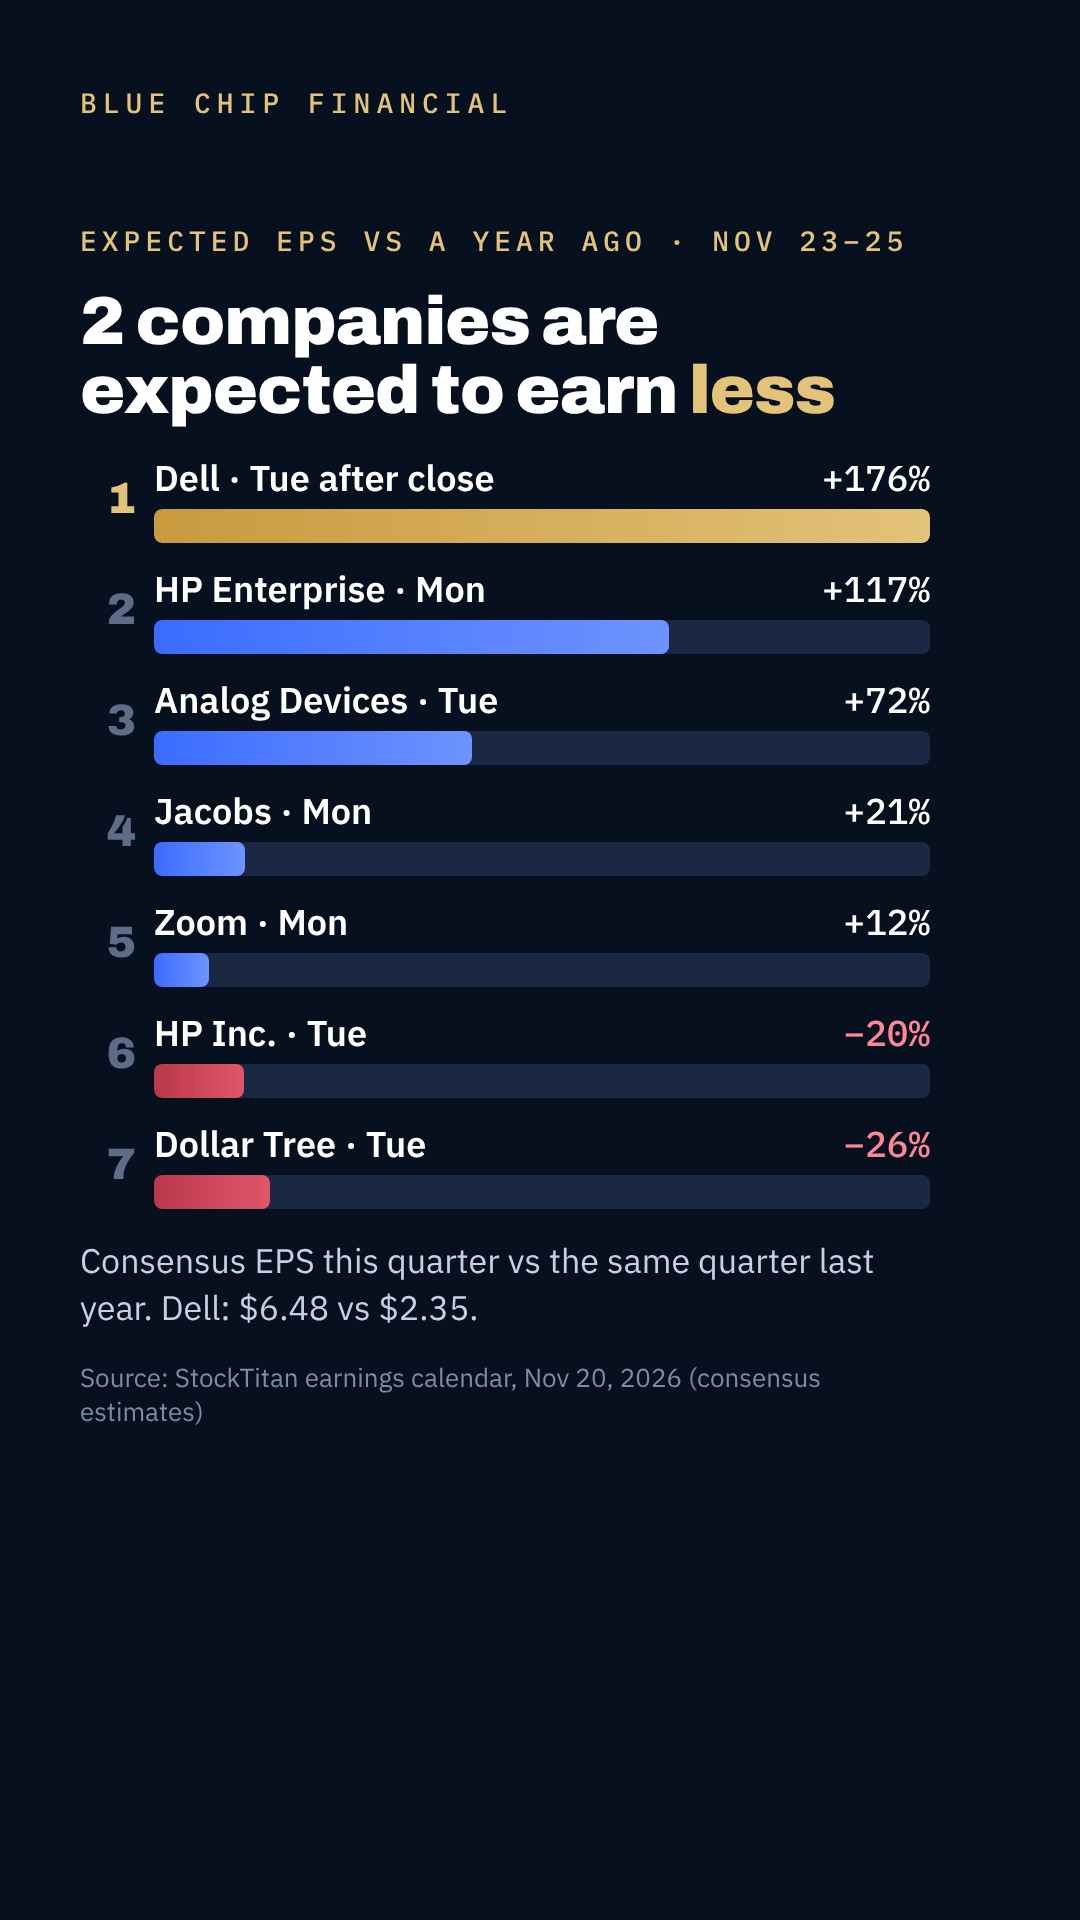 BLUE CHIP FINANCIAL
EXPECTED EPS VS A YEAR AGO · NOV 23–25
2 companies are
expected to earn less
1 Dell · Tue after close +176%
2 HP Enterprise · Mon +117%
3 Analog Devices · Tue +72%
4 Jacobs · Mon +21%
5 Zoom · Mon +12%
6 HP Inc. · Tue −20%
7 Dollar Tree · Tue −26%
Consensus EPS this quarter vs the same quarter last
year. Dell: $6.48 vs $2.35.
Source: StockTitan earnings calendar, Nov 20, 2026 (consensus
estimates)